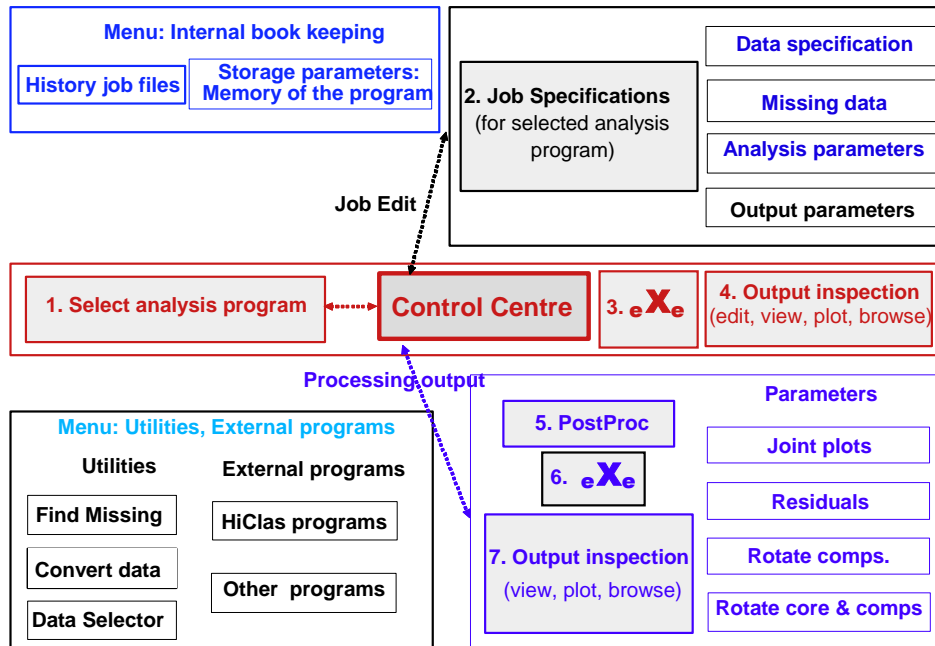 Menu: Internal book keeping
History job files
Storage parameters:
Memory of the program
2. Job Specifications
(for selected analysis
program)
Data specification
Missing data
Analysis parameters
Output parameters
Job Edit
1. Select analysis program
Control Centre
3. eXe
4. Output inspection
(edit, view, plot, browse)
Processing output
Menu: Utilities, External programs
Utilities
Find Missing
Convert data
Data Selector
External programs
HiClas programs
Other programs
5. PostProc
6. eXe
7. Output inspection
(view, plot, browse)
Parameters
Joint plots
Residuals
Rotate comps.
Rotate core & comps